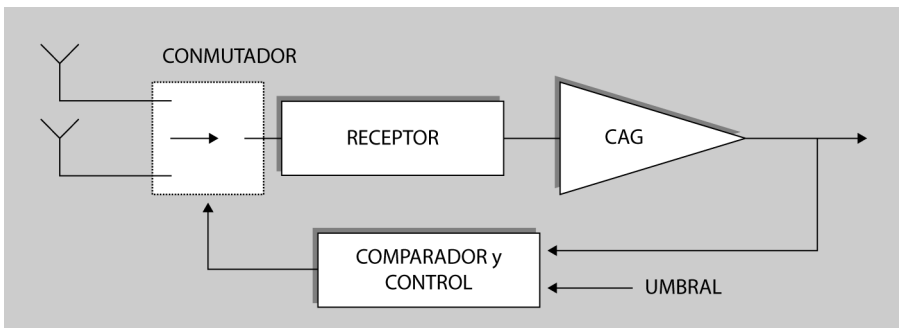 CONMUTADOR
RECEPTOR
CAG
COMPARADOR y
CONTROL
UMBRAL